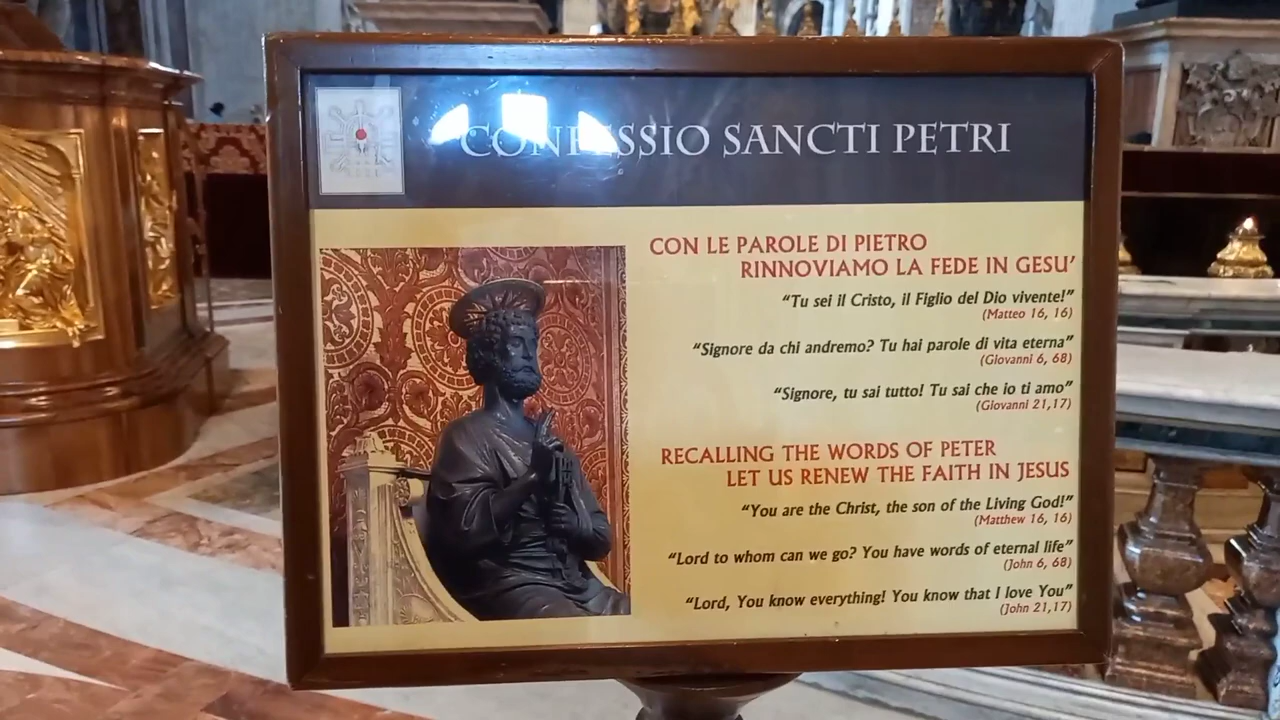 CONFESSIO SANCTI PETRI
CON LE PAROLE DI PIETRO
RINNOVIAMO LA FEDE IN GESU'
“Tu sei il Cristo, il Figlio del Dio vivente!”
(Matteo 16, 16)
“Signore da chi andremo? Tu hai parole di vita eterna”
(Giovanni 6, 68)
“Signore, tu sai tutto! Tu sai che io ti amo”
(Giovanni 21,17)
RECALLING THE WORDS OF PETER
LET US RENEW THE FAITH IN JESUS
“You are the Christ, the son of the Living God!”
(Matthew 16, 16)
“Lord to whom can we go? You have words of eternal life”
(John 6, 68)
“Lord, You know everything! You know that I love You”
(John 21,17)